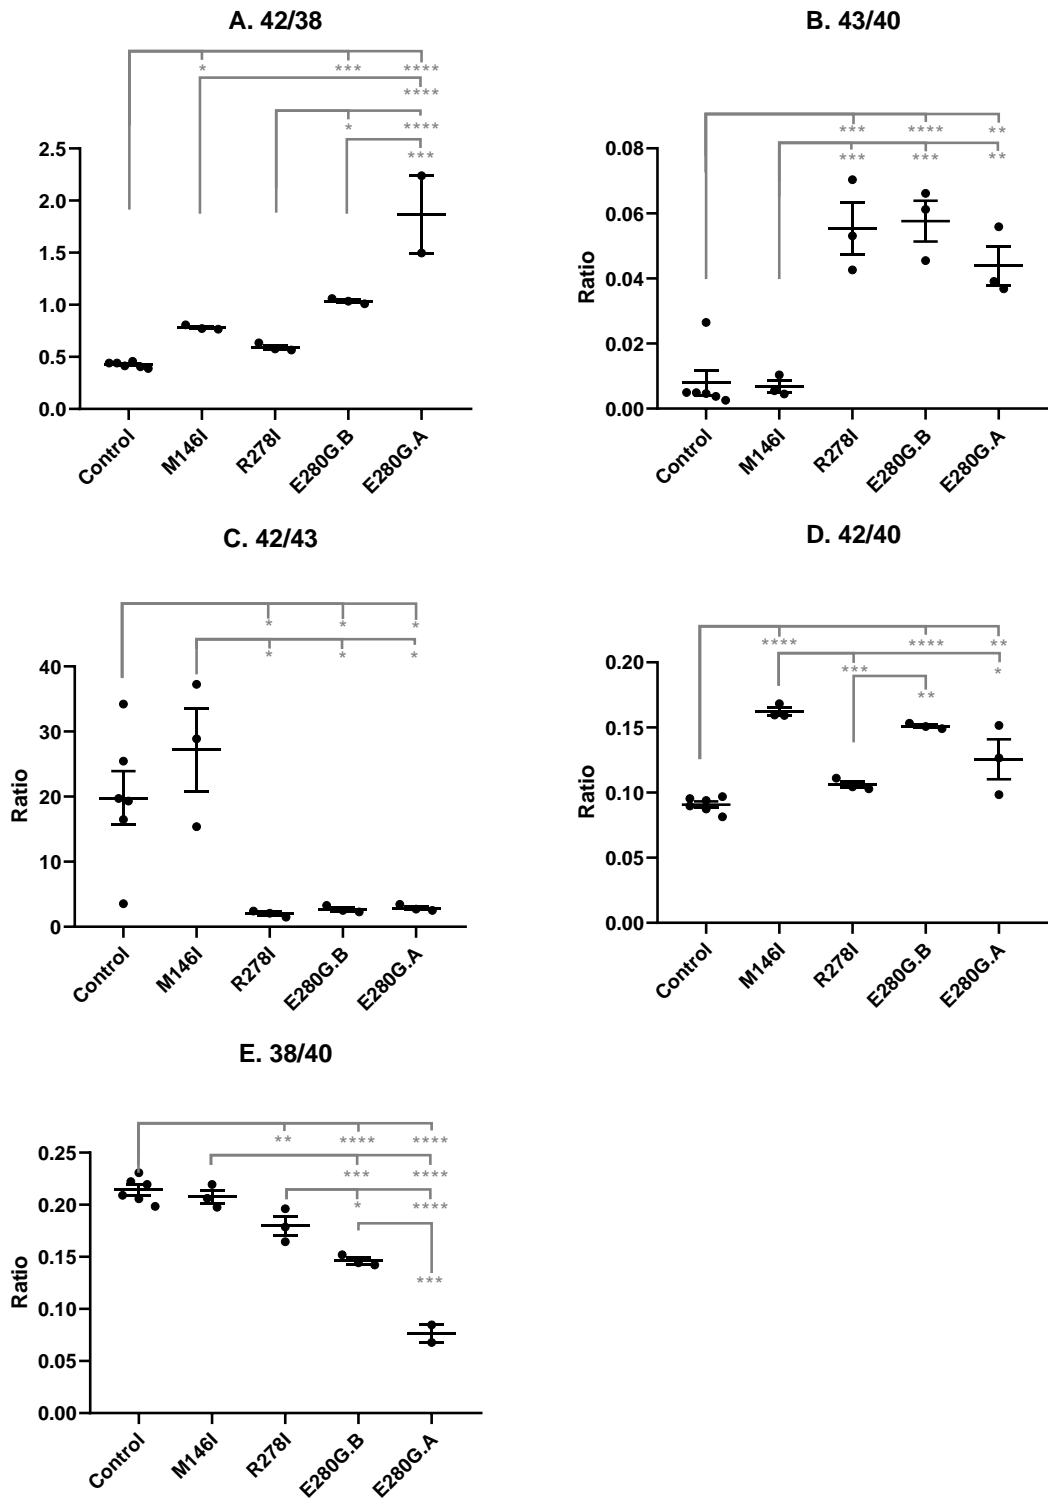 A. 42/38
*
***
****
****
*
****
***
2.5
2.0
1.5
1.0
0.5
0.0
Control
M146I
R278I
E280G.B
E280G.A
B. 43/40
***
****
**
***
***
**
Ratio
0.08
0.06
0.04
0.02
0.00
Control
M146I
R278I
E280G.B
E280G.A
C. 42/43
*
*
*
*
*
*
Ratio
40
30
20
10
0
Control
M146I
R278I
E280G.B
E280G.A
D. 42/40
****
****
**
***
*
**
Ratio
0.20
0.15
0.10
0.05
0.00
Control
M146I
R278I
E280G.B
E280G.A
E. 38/40
**
****
****
***
****
*
****
***
Ratio
0.25
0.20
0.15
0.10
0.05
0.00
Control
M146I
R278I
E280G.B
E280G.A